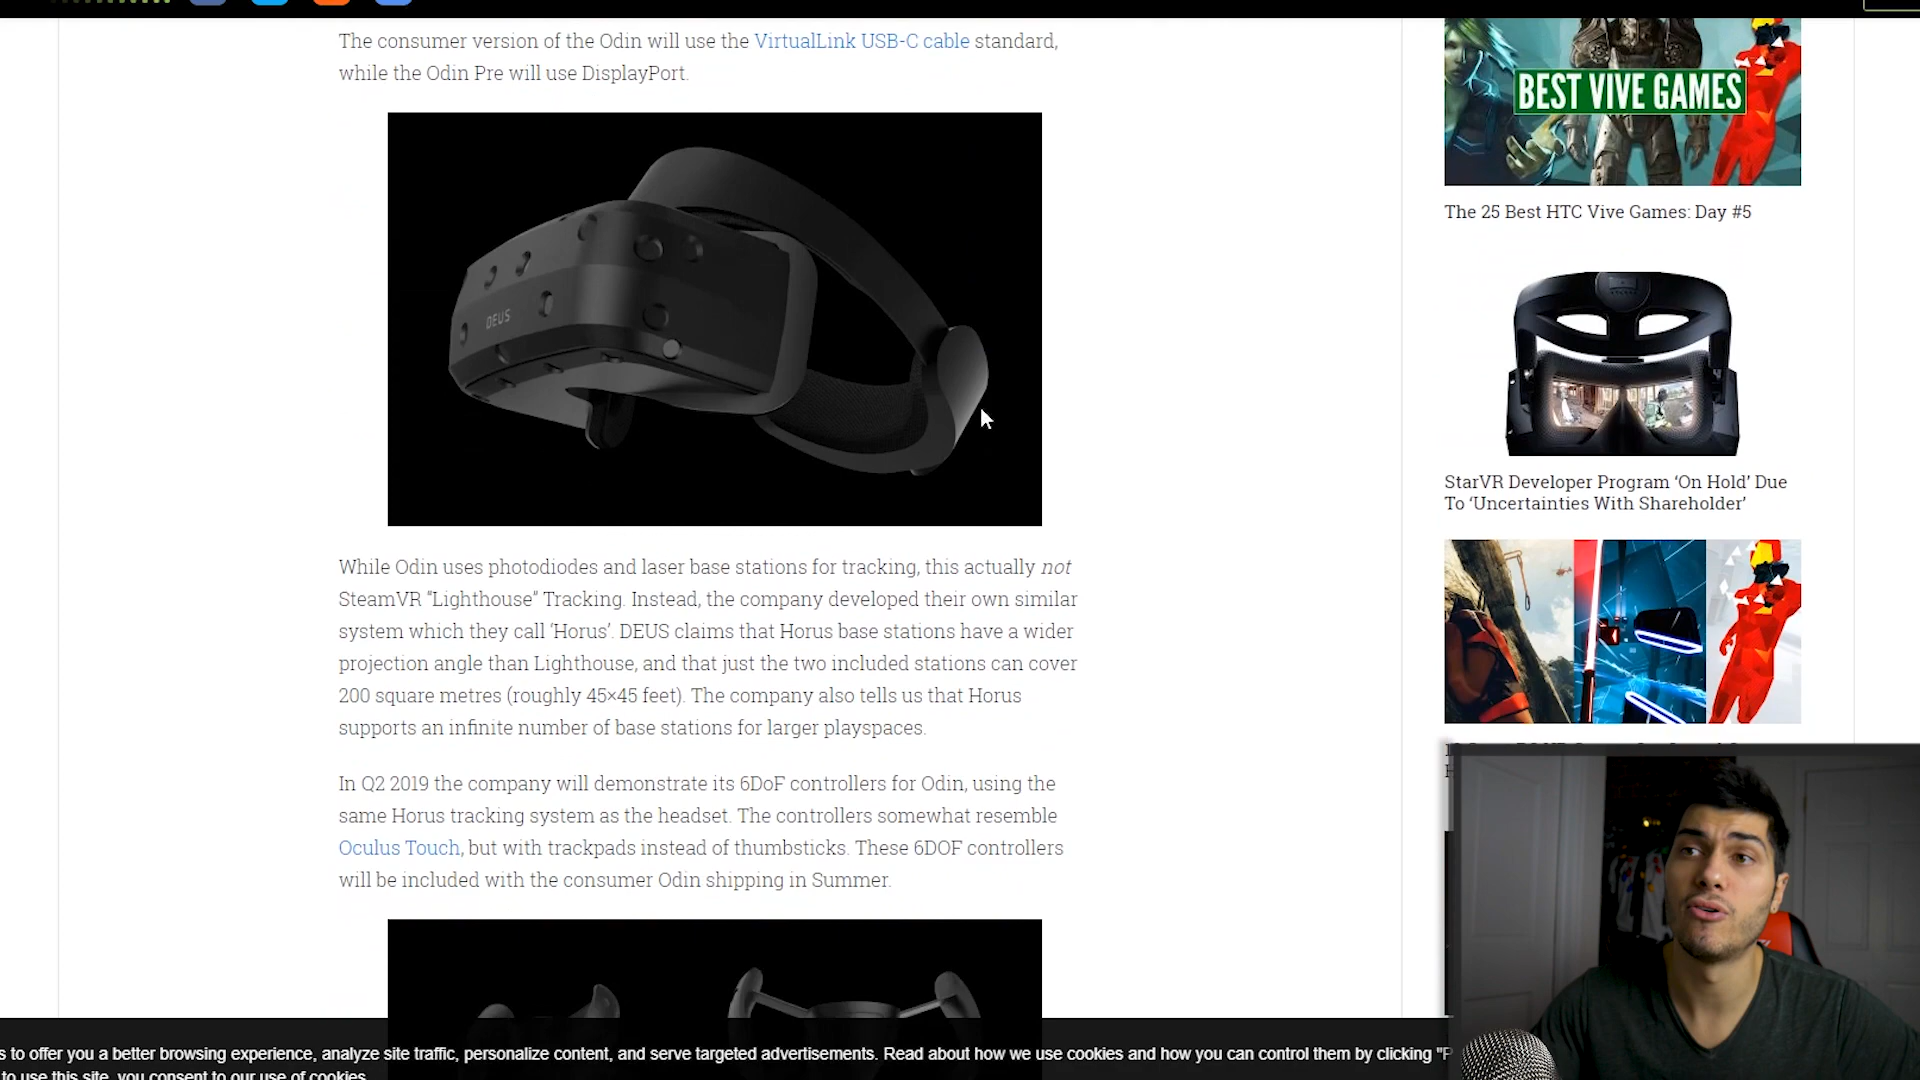 The consumer version of the Odin will use the VirtualLink USB-C cable standard,
while the Odin Pre will use DisplayPort.
DEUS
While Odin uses photodiodes and laser base stations for tracking, this actually not
SteamVR “Lighthouse” Tracking. Instead, the company developed their own similar
system which they call ‘Horus’. DEUS claims that Horus base stations have a wider
projection angle than Lighthouse, and that just the two included stations can cover
200 square metres (roughly 45×45 feet). The company also tells us that Horus
supports an infinite number of base stations for larger playspaces.
In Q2 2019 the company will demonstrate its 6DoF controllers for Odin, using the
same Horus tracking system as the headset. The controllers somewhat resemble
Oculus Touch, but with trackpads instead of thumbsticks. These 6DOF controllers
will be included with the consumer Odin shipping in Summer.
BEST VIVE GAMES
The 25 Best HTC Vive Games: Day #5
StarVR Developer Program ‘On Hold’ Due
To ‘Uncertainties With Shareholder’
s to offer you a better browsing experience, analyze site traffic, personalize content, and serve targeted advertisements. Read about how we use cookies and how you can control them by clicking "P
to use this site, you consent to our use of cookies.